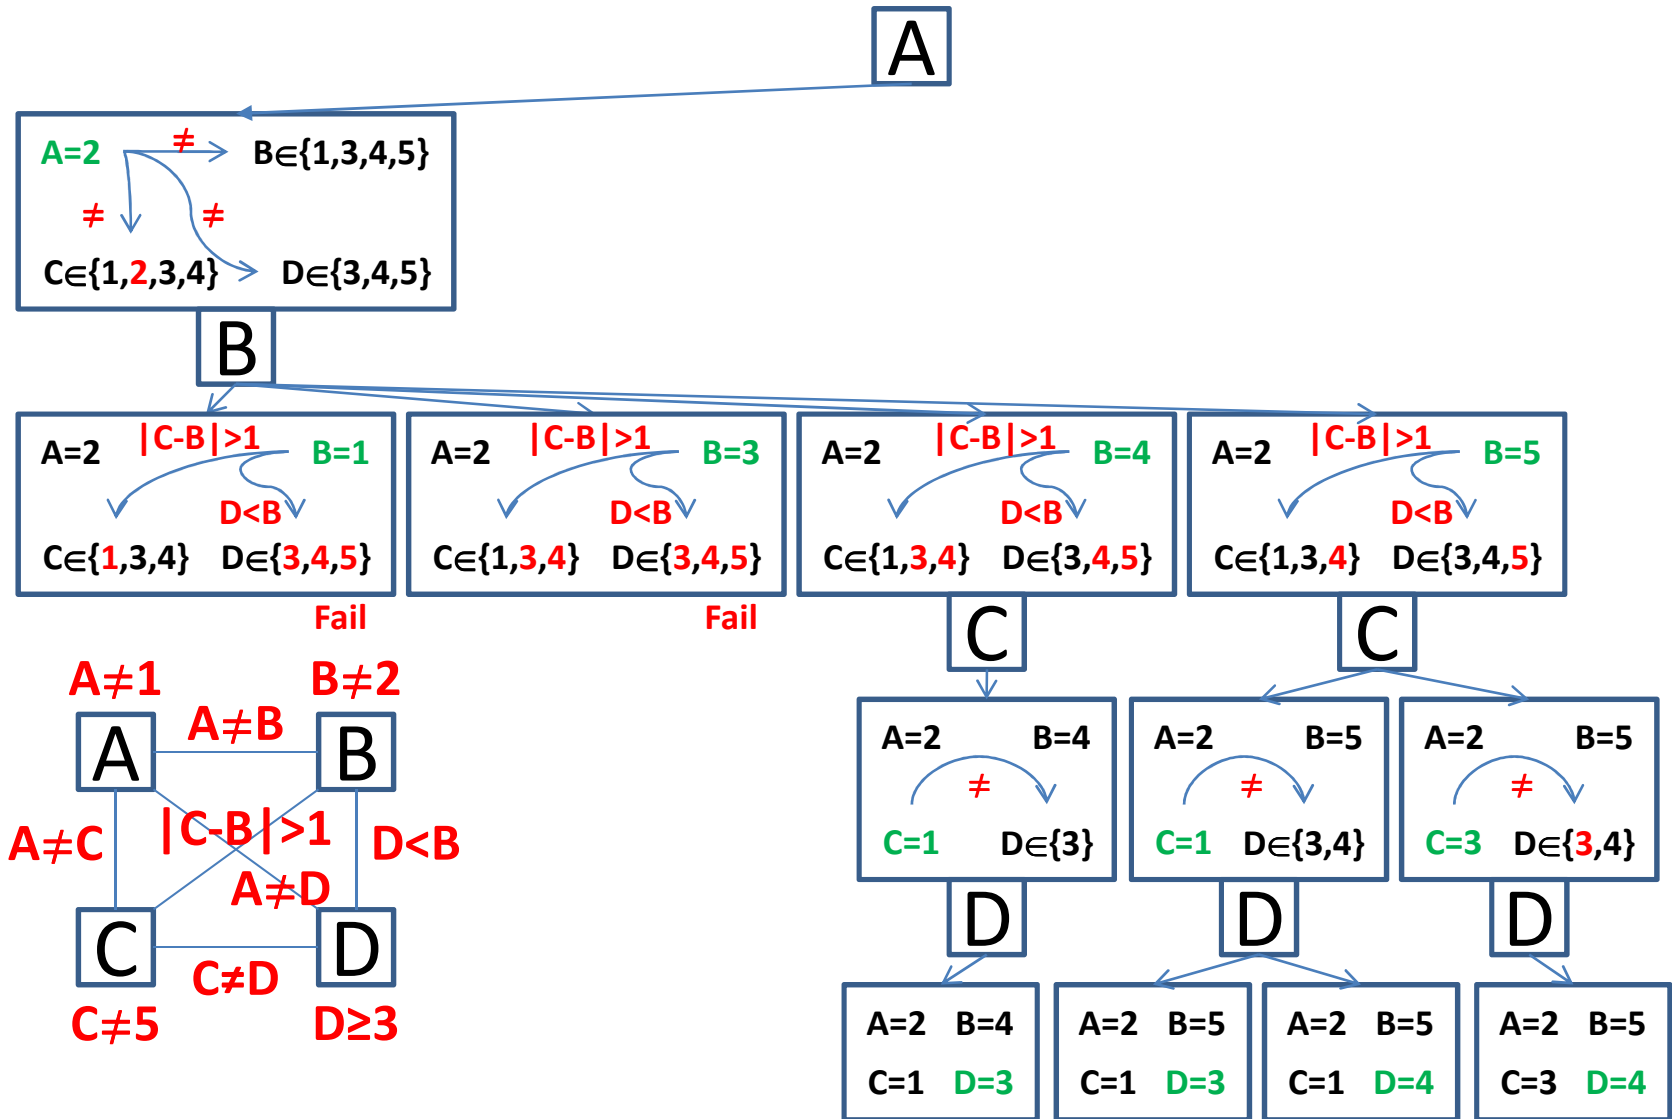 A
A=2 ≠ B∈{1,3,4,5}
≠ ≠
C∈{1,2,3,4} D∈{3,4,5}
B
A=2 |C-B|>1 B=1
D<B
C∈{1,3,4} D∈{3,4,5}
Fail
A=2 |C-B|>1 B=3
D<B
C∈{1,3,4} D∈{3,4,5}
Fail
A=2 |C-B|>1 B=4
D<B
C∈{1,3,4} D∈{3,4,5}
C
A=2 |C-B|>1 B=5
D<B
C∈{1,3,4} D∈{3,4,5}
C
A≠1 B≠2
A≠B
A B
A≠C |C-B|>1 D<B
A≠D
C D
C≠D
C≠5 D≥3
A=2 B=4
≠
C=1 D∈{3}
D
A=2 B=5
≠
C=1 D∈{3,4}
D
A=2 B=5
≠
C=3 D∈{3,4}
D
A=2 B=4
C=1 D=3
A=2 B=5
C=1 D=3
A=2 B=5
C=1 D=4
A=2 B=5
C=3 D=4